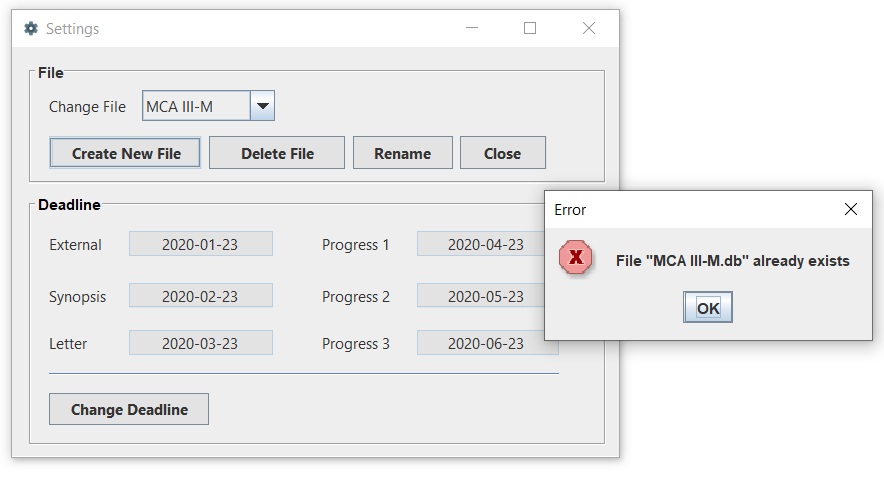 Settings
File
Change File MCA III-M
Create New File Delete File Rename Close
Deadline
External 2020-01-23 Progress 1 2020-04-23
Synopsis 2020-02-23 Progress 2 2020-05-23
Letter 2020-03-23 Progress 3 2020-06-23
Change Deadline
Error
X
File "MCA III-M.db" already exists
OK